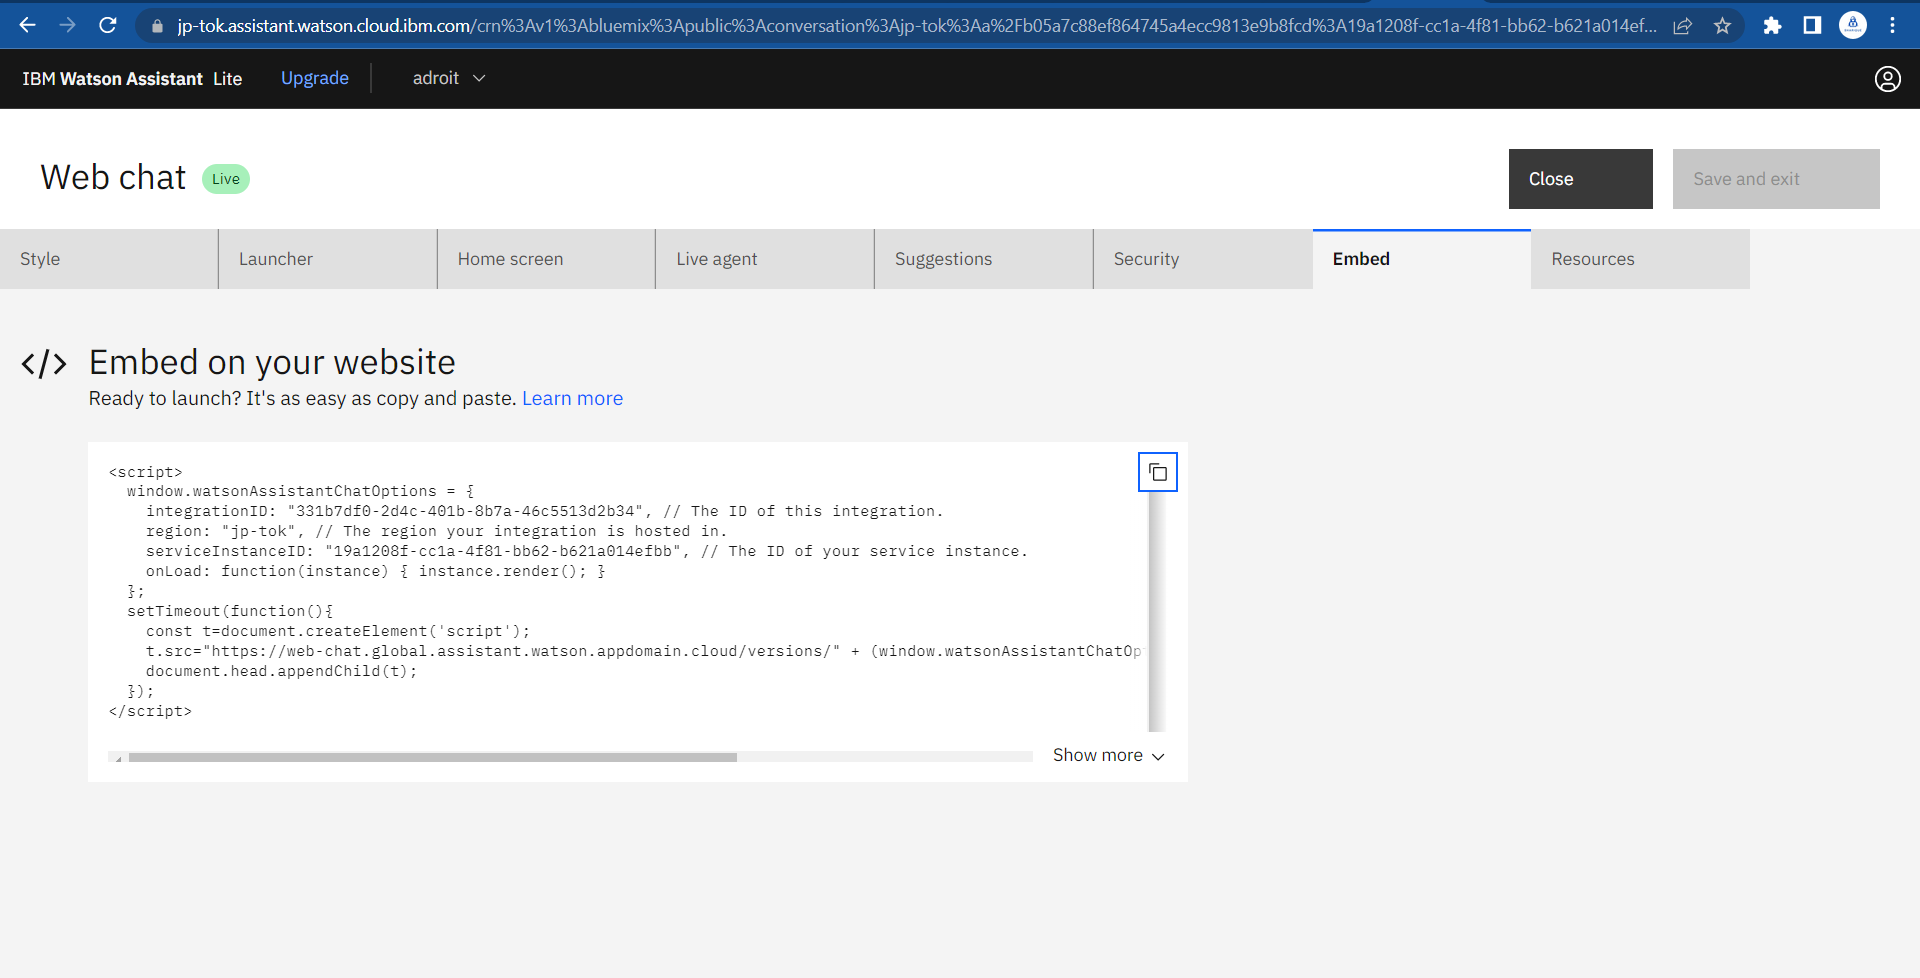 jp-tok.assistant.watson.cloud.ibm.com/crn%3Av1%3Abluemix%3Apublic%3Aconversation%3Ajp-tok%3Aa%2Fb05a7c88ef864745a4ecc9813e9b8fcd%3A19a1208f-cc1a-4f81-bb62-b621a014ef...
IBM Watson Assistant Lite Upgrade adroit
Web chat Live Close Save and exit
Style Launcher Home screen Live agent Suggestions Security Embed Resources
</> Embed on your website
Ready to launch? It's as easy as copy and paste. Learn more
<script>
  window.watsonAssistantChatOptions = {
    integrationID: "331b7df0-2d4c-401b-8b7a-46c5513d2b34", // The ID of this integration.
    region: "jp-tok", // The region your integration is hosted in.
    serviceInstanceID: "19a1208f-cc1a-4f81-bb62-b621a014efbb", // The ID of your service instance.
    onLoad: function(instance) { instance.render(); }
  };
  setTimeout(function(){
    const t=document.createElement('script');
    t.src="https://web-chat.global.assistant.watson.appdomain.cloud/versions/" + (window.watsonAssistantChatOp
    document.head.appendChild(t);
  });
</script>
Show more